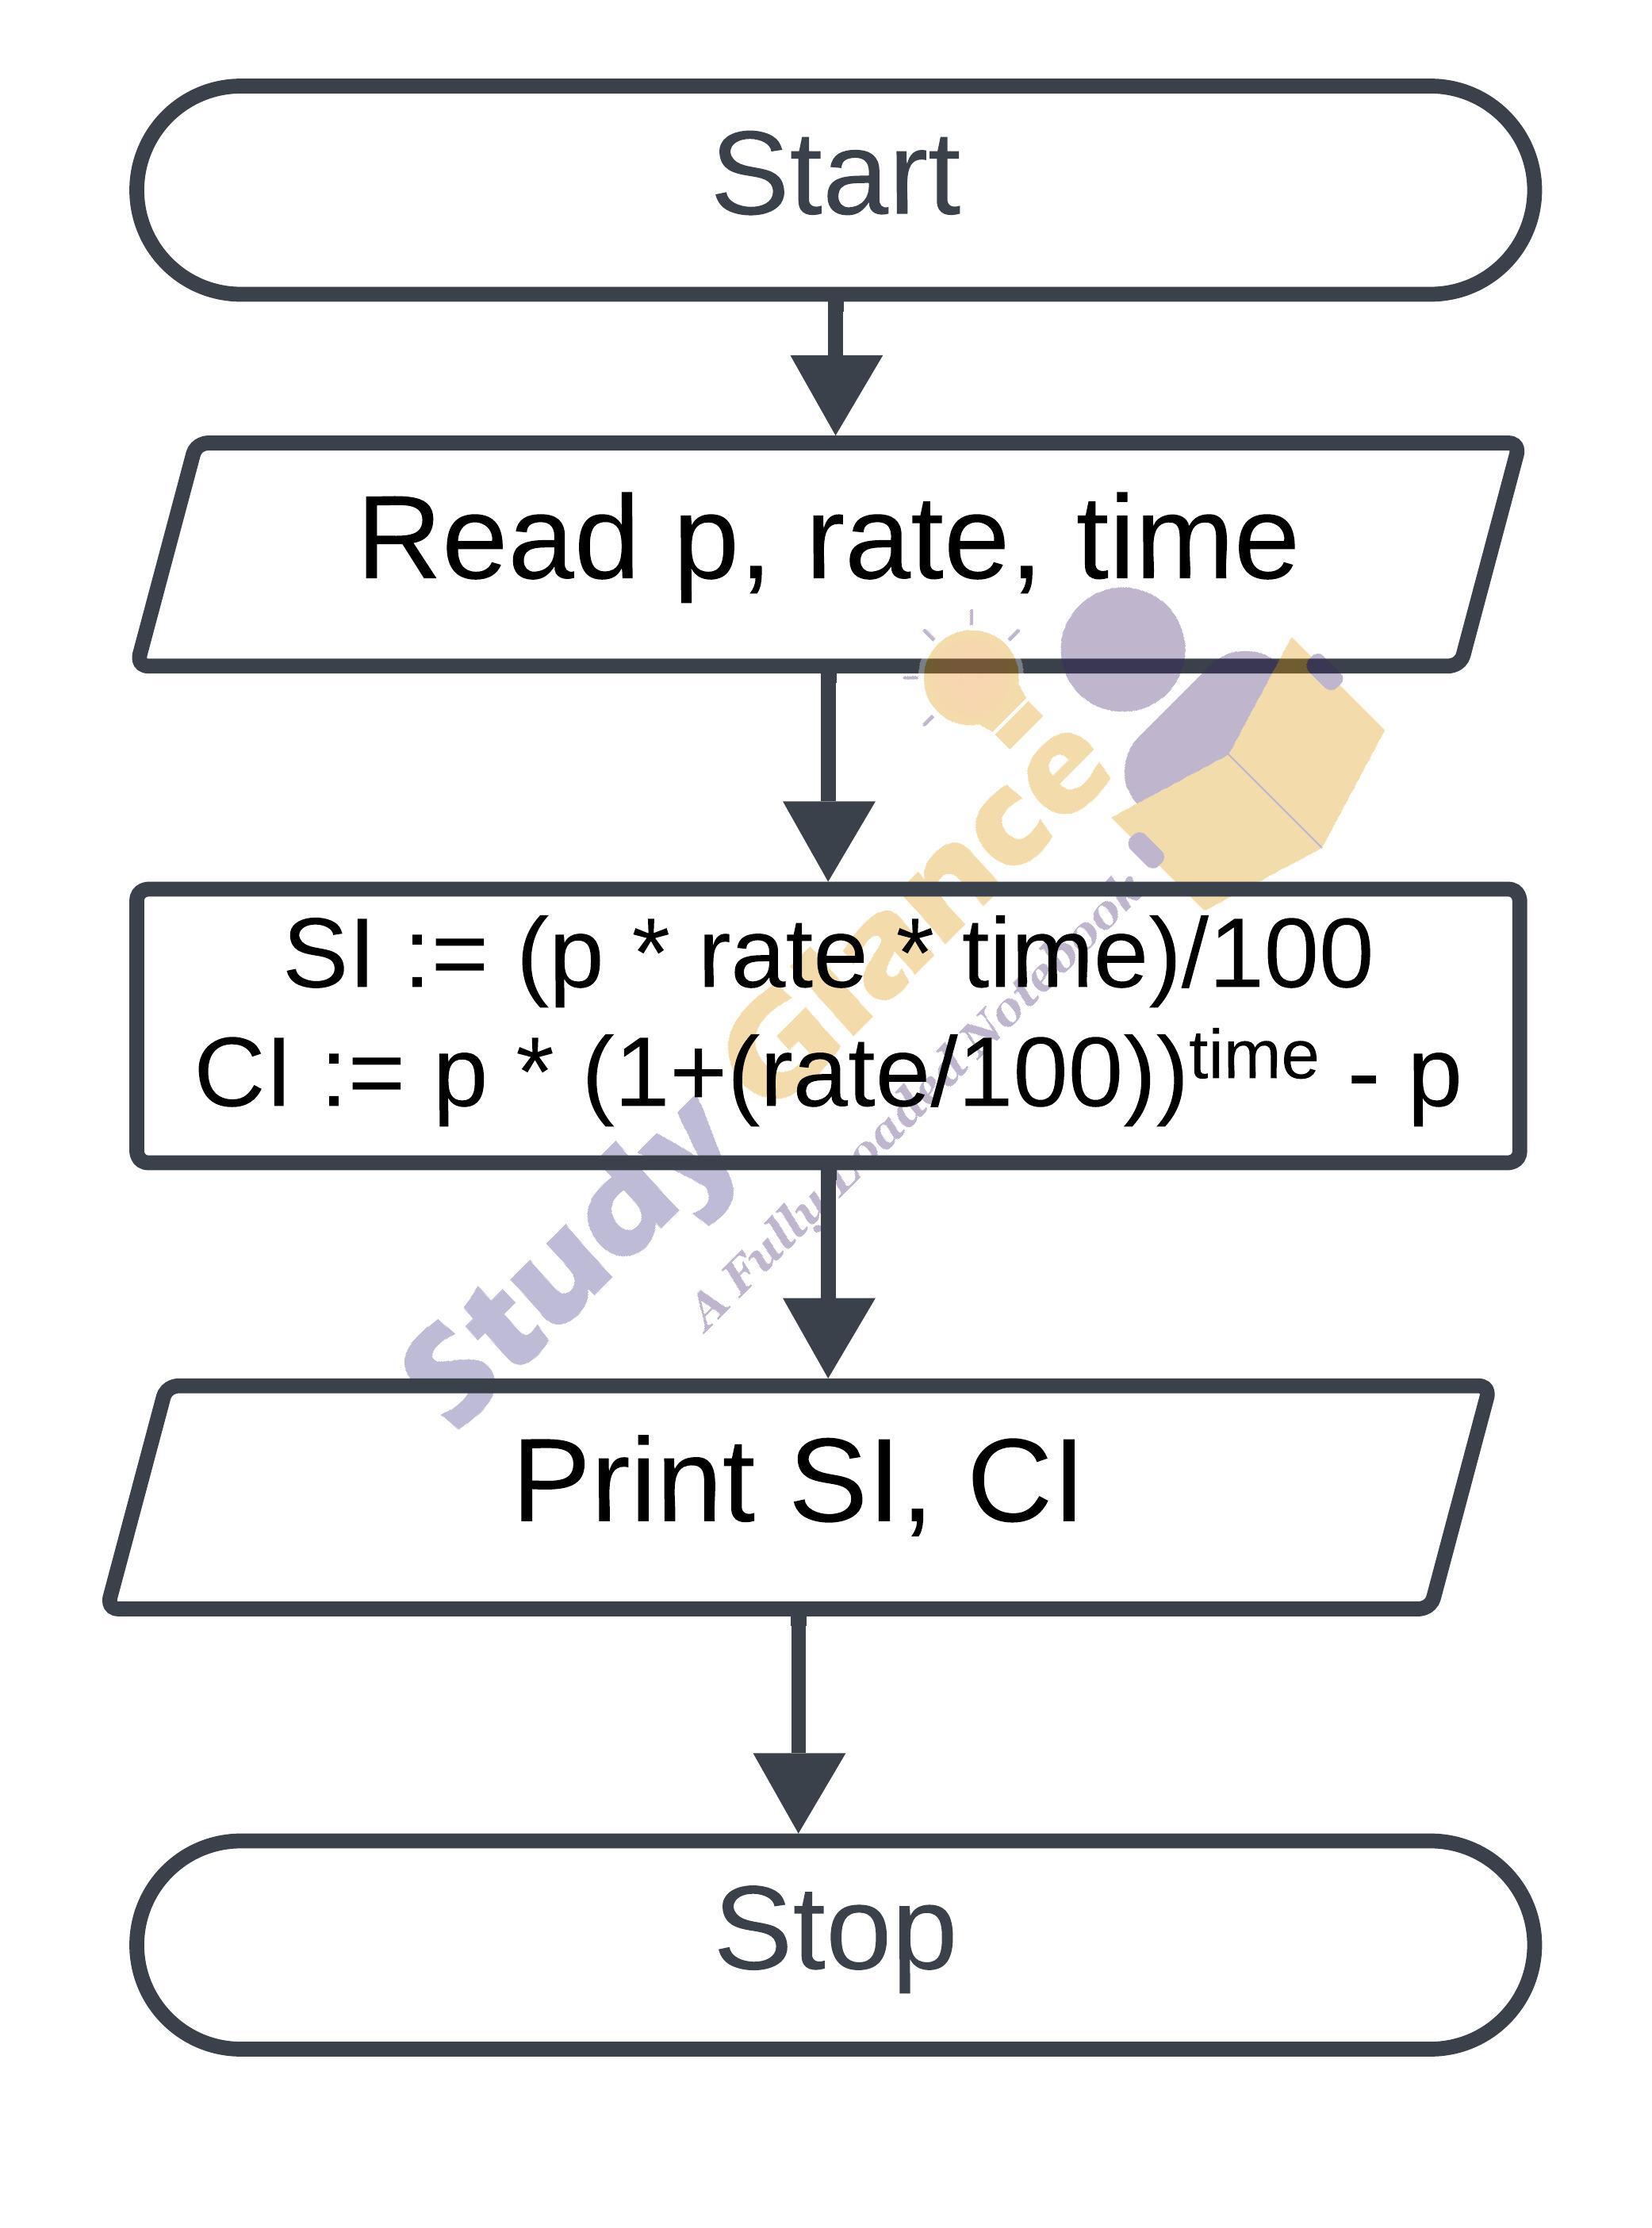 Start
Read p, rate, time
SI := (p * rate * time)/100
CI := p * (1+(rate/100))^time - p
Study Glance
A Fully Loaded Notebook
Print SI, CI
Stop